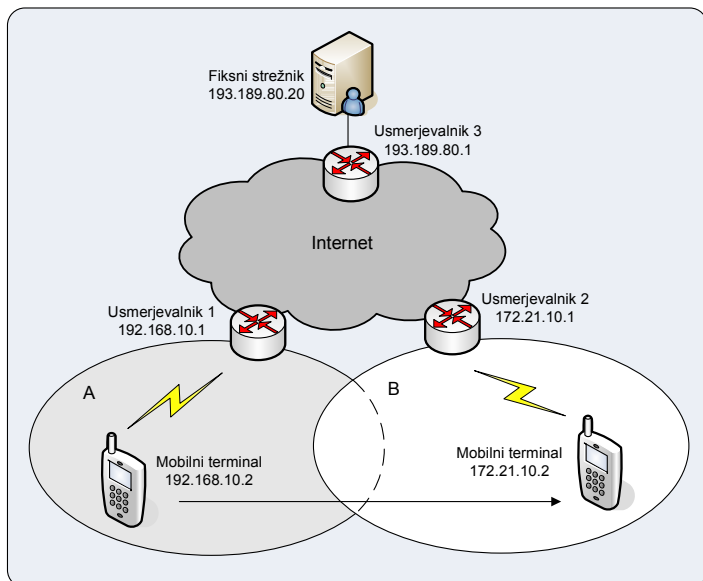 Fiksni strežnik
193.189.80.20
Usmerjevalnik 3
193.189.80.1
Internet
Usmerjevalnik 1
192.168.10.1
Usmerjevalnik 2
172.21.10.1
A
B
Mobilni terminal
192.168.10.2
Mobilni terminal
172.21.10.2